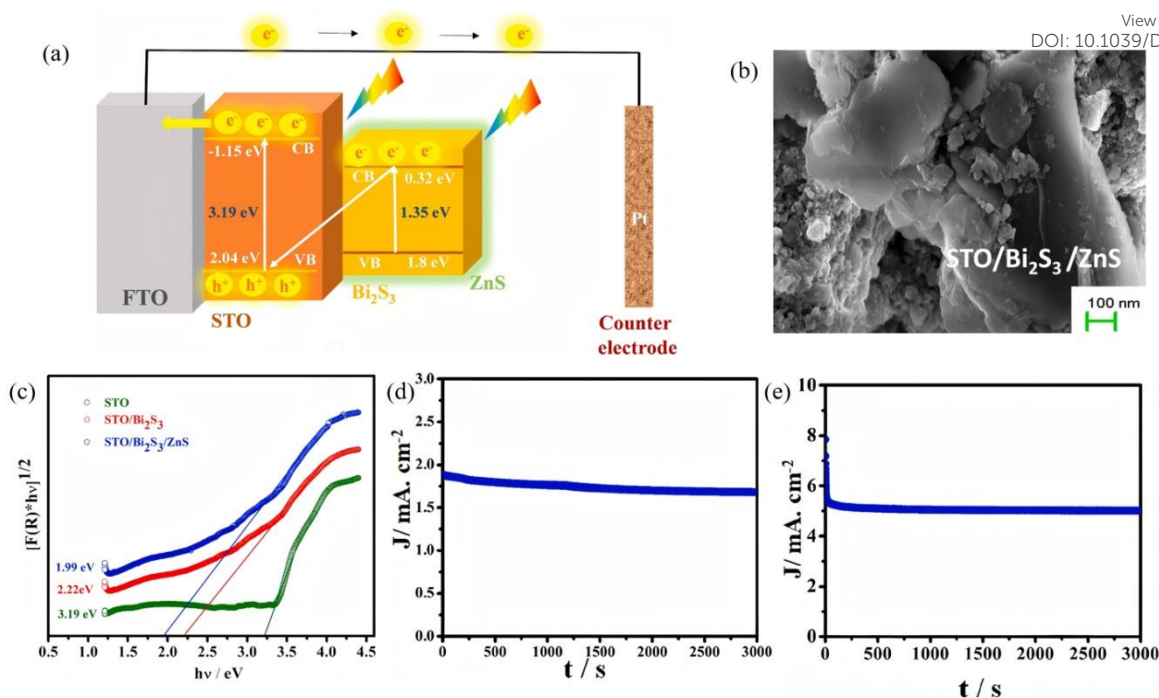 View
DOI: 10.1039/D
(a)
e⁻ → e⁻ → e⁻
e⁻ e⁻ e⁻
-1.15 eV CB
3.19 eV
2.04 eV VB
h⁺ h⁺ h⁺
FTO
STO
e⁻ e⁻ e⁻
CB 0.32 eV
1.35 eV
VB 1.8 eV
Bi₂S₃
ZnS
Pt
Counter
electrode
(b)
STO/Bi₂S₃/ZnS
100 nm
(c)
STO
STO/Bi₂S₃
STO/Bi₂S₃/ZnS
[F(R)*hν]1/2
1.99 eV
2.22eV
3.19 eV
0.5 1.0 1.5 2.0 2.5 3.0 3.5 4.0 4.5
hν / eV
(d)
J/ mA. cm⁻²
3.0
2.5
2.0
1.5
1.0
0.5
0.0
0 500 1000 1500 2000 2500 3000
t / s
(e)
J/ mA. cm⁻²
10
8
6
4
2
0
0 500 1000 1500 2000 2500 3000
t / s